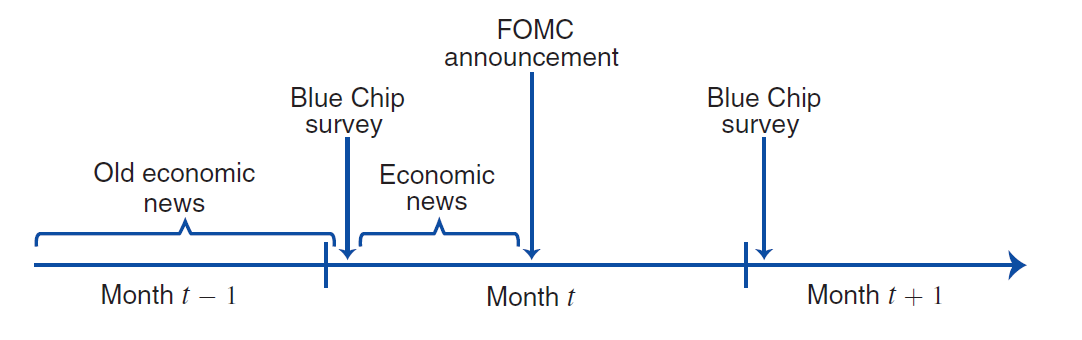 FOMC
announcement
Blue Chip
survey
Blue Chip
survey
Old economic
news
Economic
news
Month t − 1
Month t
Month t + 1